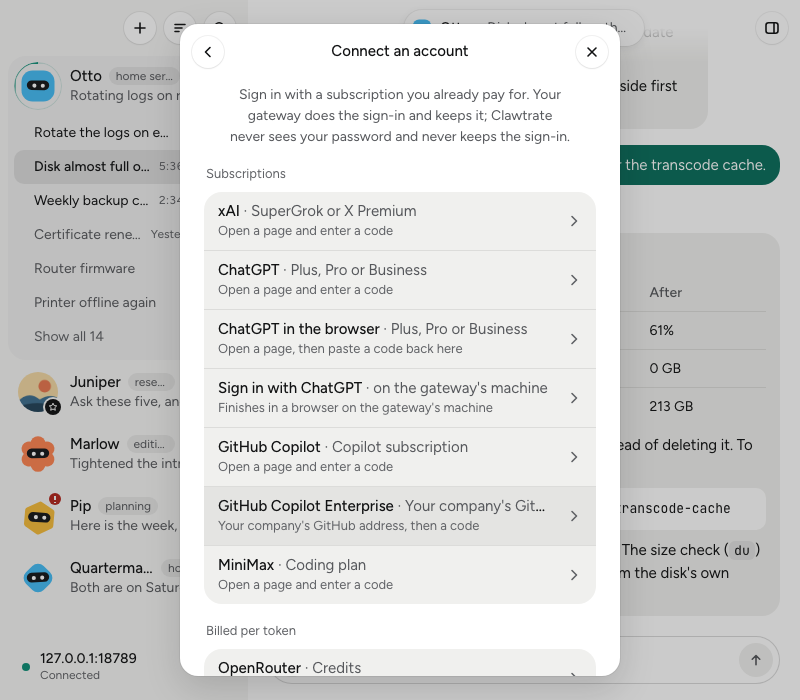 Connect an account
Sign in with a subscription you already pay for. Your
gateway does the sign-in and keeps it; Clawtrate
never sees your password and never keeps the sign-in.
Subscriptions
xAI · SuperGrok or X Premium
Open a page and enter a code
ChatGPT · Plus, Pro or Business
Open a page and enter a code
ChatGPT in the browser · Plus, Pro or Business
Open a page, then paste a code back here
Sign in with ChatGPT · on the gateway's machine
Finishes in a browser on the gateway's machine
GitHub Copilot · Copilot subscription
Open a page and enter a code
GitHub Copilot Enterprise · Your company's Git...
Your company's GitHub address, then a code
MiniMax · Coding plan
Open a page and enter a code
Billed per token
OpenRouter · Credits
Otto home ser...
Rotating logs on
Rotate the logs on e...
Disk almost full o... 5:36
Weekly backup c... 2:34
Certificate rene... Yeste
Router firmware
Printer offline again
Show all 14
Juniper rese...
Ask these five, an
Marlow editi...
Tightened the intr
Pip planning
Here is the week,
Quarterma... ho
Both are on Satur
127.0.0.1:18789
Connected
side first
the transcode cache.
After
61%
0 GB
213 GB
ead of deleting it. To
transcode-cache
The size check ( du )
m the disk's own